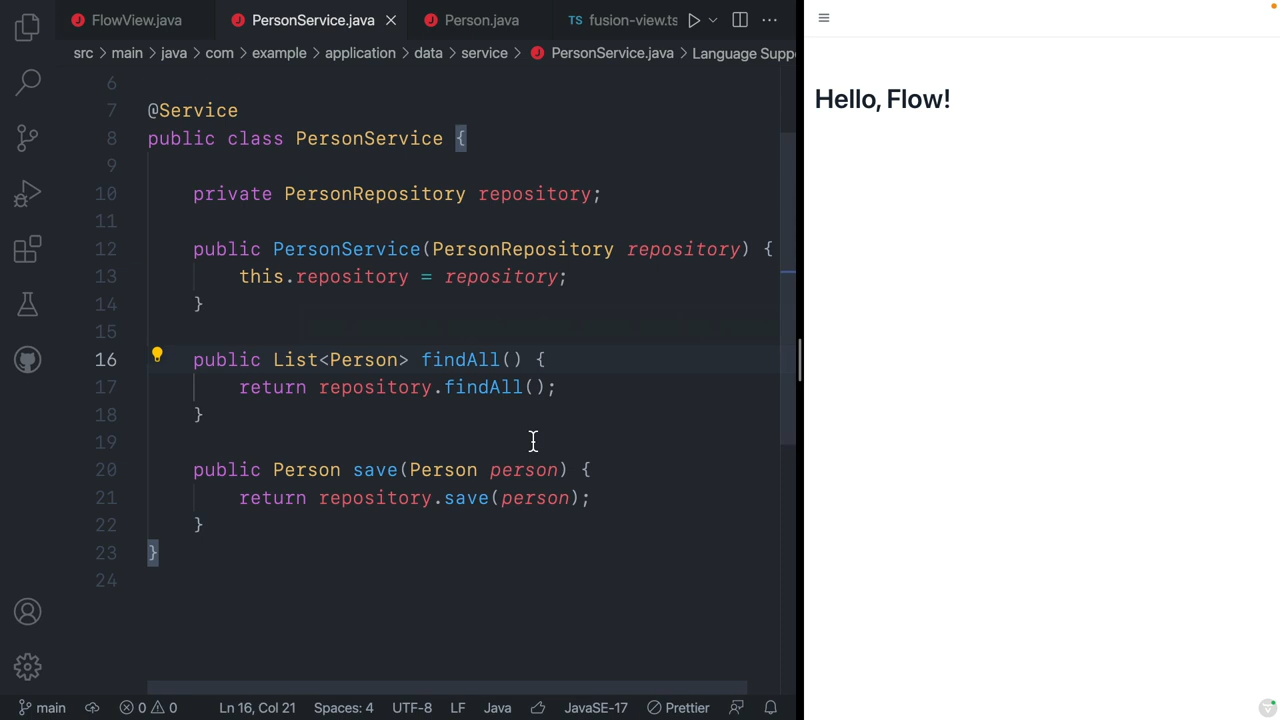 FlowView.java
PersonService.java
Person.java
TS fusion-view.ts
src > main > java > com > example > application > data > service > PersonService.java > Language Supp
6
7 @Service
8 public class PersonService {
9
10 private PersonRepository repository;
11
12 public PersonService(PersonRepository repository) {
13 this.repository = repository;
14 }
15
16 public List<Person> findAll() {
17 return repository.findAll();
18 }
19
20 public Person save(Person person) {
21 return repository.save(person);
22 }
23 }
24
main 0 0 Ln 16, Col 21 Spaces: 4 UTF-8 LF Java JavaSE-17 Prettier
Hello, Flow!